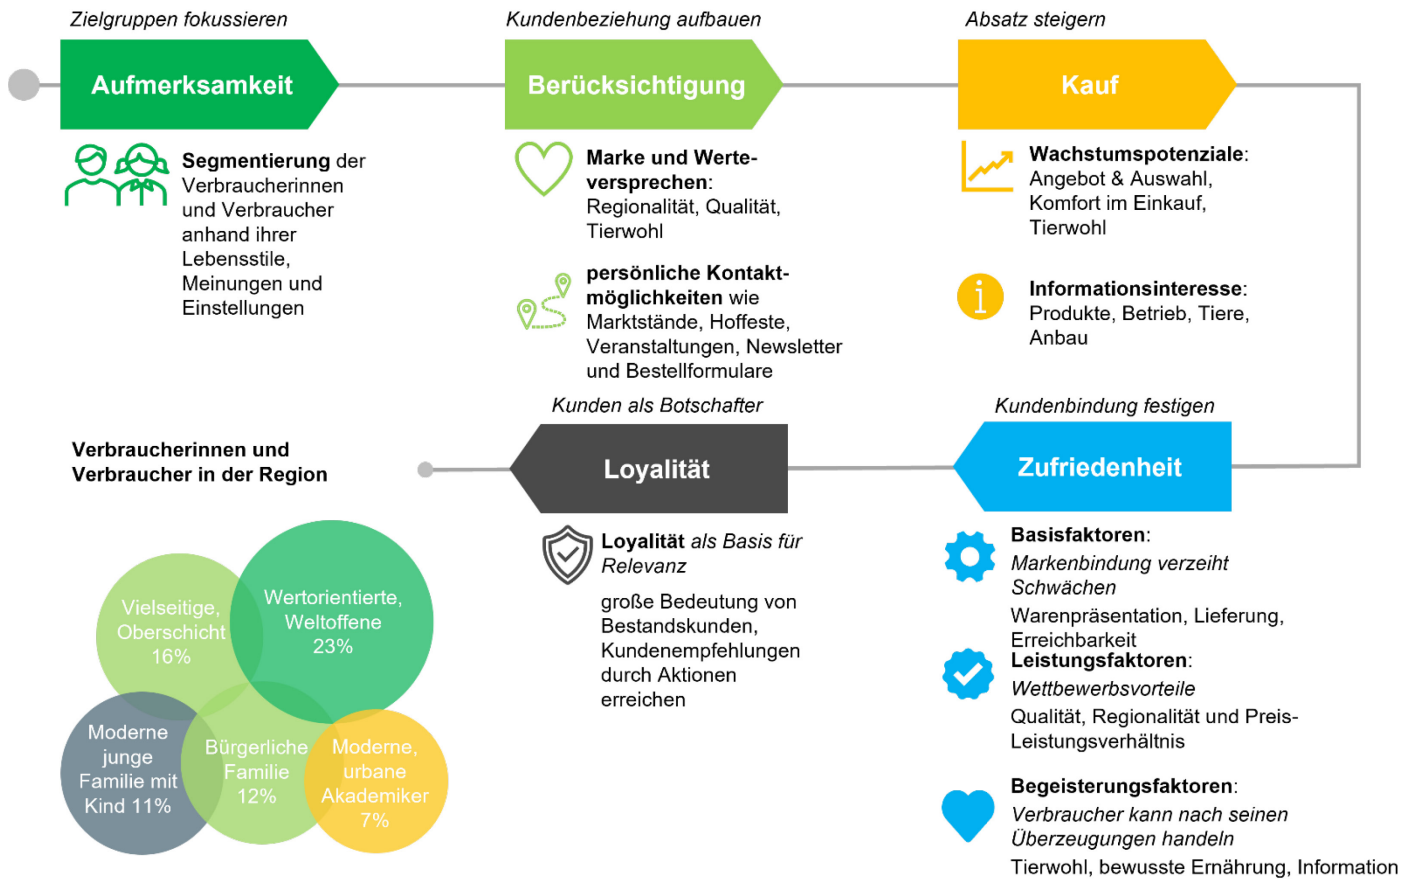 Zielgruppen fokussieren
Aufmerksamkeit
Segmentierung der
Verbraucherinnen
und Verbraucher
anhand ihrer
Lebensstile,
Meinungen und
Einstellungen
Kundenbeziehung aufbauen
Berücksichtigung
Marke und Werte-
versprechen:
Regionalität, Qualität,
Tierwohl
persönliche Kontakt-
möglichkeiten wie
Marktstände, Hoffeste,
Veranstaltungen, Newsletter
und Bestellformulare
Absatz steigern
Kauf
Wachstumspotenziale:
Angebot & Auswahl,
Komfort im Einkauf,
Tierwohl
Informationsinteresse:
Produkte, Betrieb, Tiere,
Anbau
Kundenbindung festigen
Zufriedenheit
Basisfaktoren:
Markenbindung verzeiht
Schwächen
Warenpräsentation, Lieferung,
Erreichbarkeit
Leistungsfaktoren:
Wettbewerbsvorteile
Qualität, Regionalität und Preis-
Leistungsverhältnis
Begeisterungsfaktoren:
Verbraucher kann nach seinen
Überzeugungen handeln
Tierwohl, bewusste Ernährung, Information
Kunden als Botschafter
Loyalität
Loyalität als Basis für
Relevanz
große Bedeutung von
Bestandskunden,
Kundenempfehlungen
durch Aktionen
erreichen
Verbraucherinnen und
Verbraucher in der Region
Vielseitige,
Oberschicht
16%
Wertorientierte,
Weltoffene
23%
Moderne
junge
Familie mit
Kind 11%
Bürgerliche
Familie
12%
Moderne,
urbane
Akademiker
7%